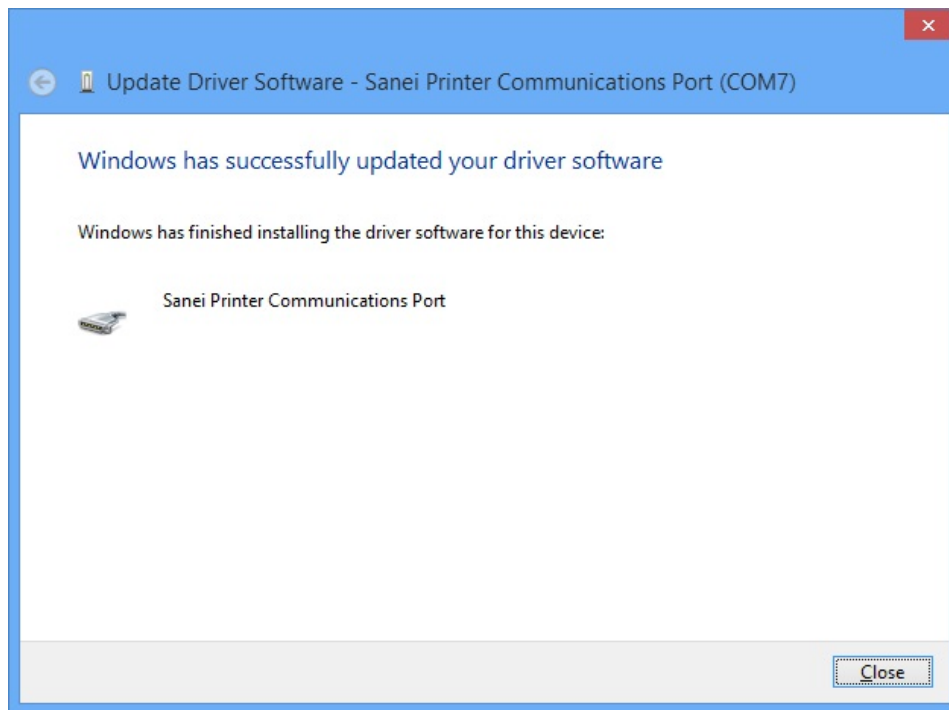 Update Driver Software - Sanei Printer Communications Port (COM7)
Windows has successfully updated your driver software
Windows has finished installing the driver software for this device:
Sanei Printer Communications Port
Close